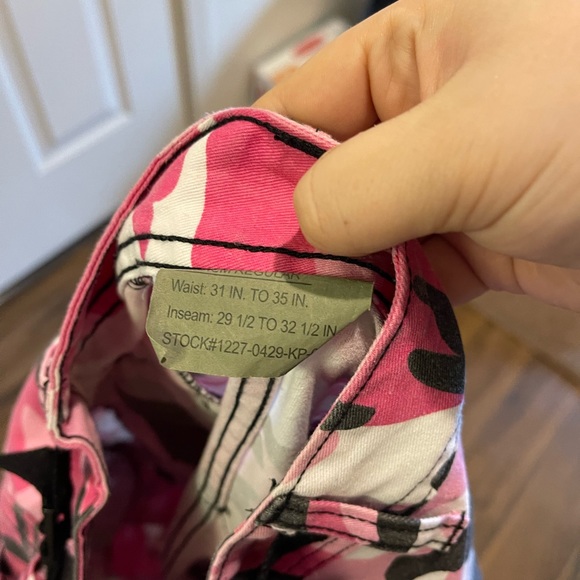 REGULAR
Waist: 31 IN. TO 35 IN.
Inseam: 29 1/2 TO 32 1/2 IN
STOCK#1227-0429-KP-